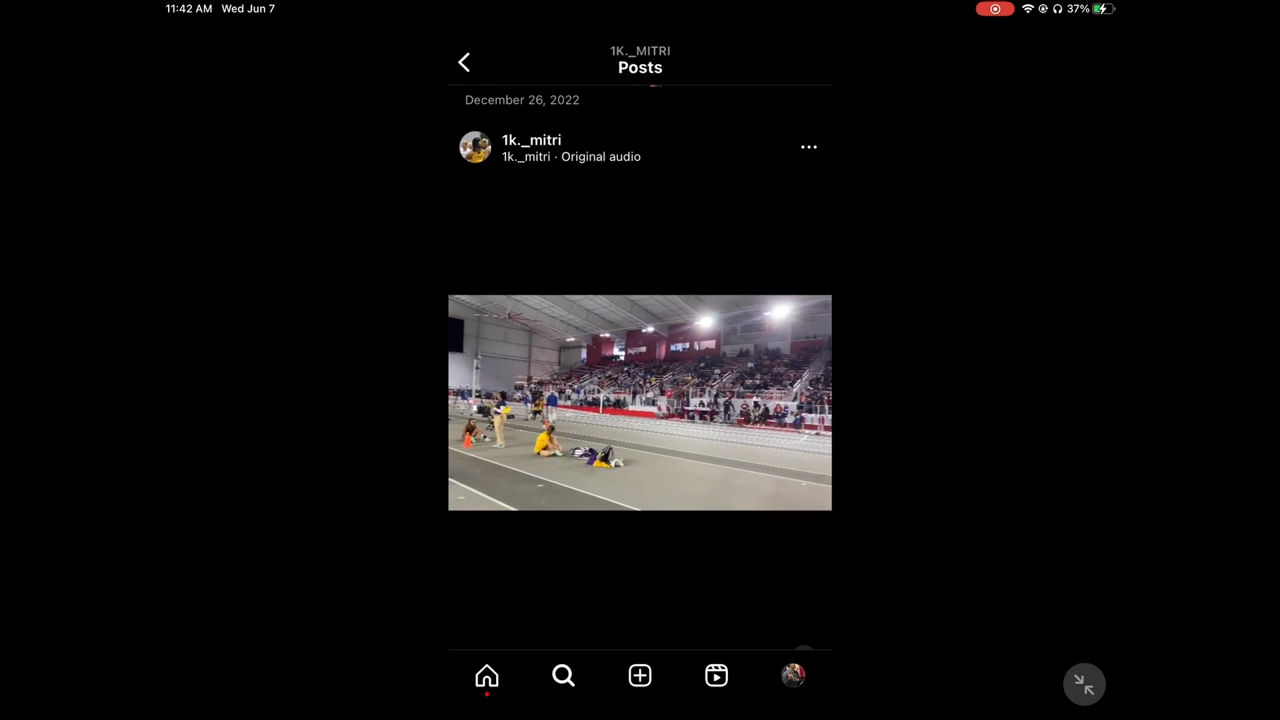 11:42 AM Wed Jun 7
37%
1K._MITRI
Posts
December 26, 2022
1k._mitri
1k._mitri · Original audio